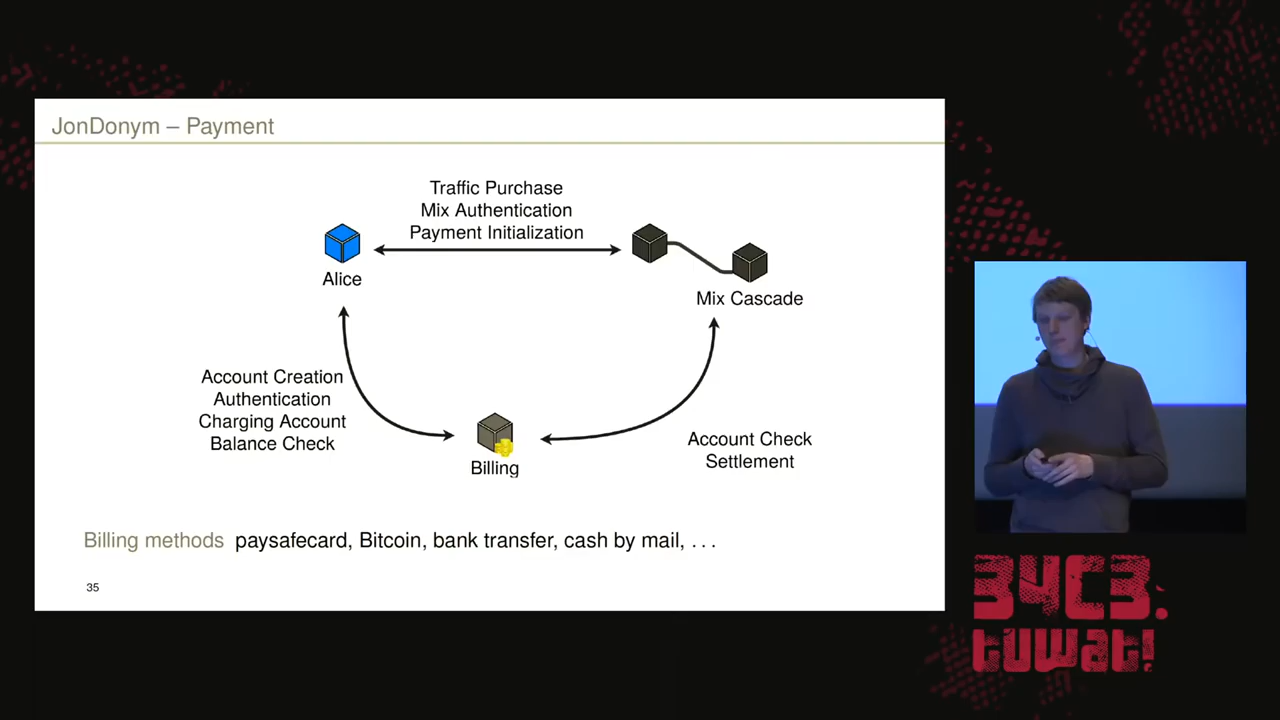 JonDonym – Payment
Traffic Purchase
Mix Authentication
Payment Initialization
Alice
Mix Cascade
Account Creation
Authentication
Charging Account
Balance Check
Account Check
Settlement
Billing
Billing methods paysafecard, Bitcoin, bank transfer, cash by mail, ...
35
34C3.
tuwat!